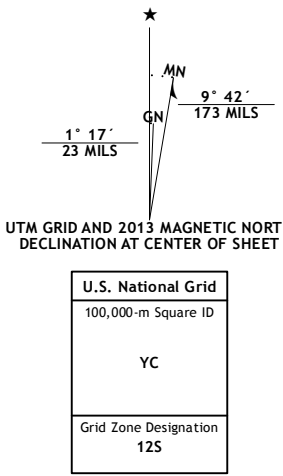 ★
MN
9° 42´
173 MILS
GN
1° 17´
23 MILS
UTM GRID AND 2013 MAGNETIC NORT
DECLINATION AT CENTER OF SHEET
U.S. National Grid
100,000-m Square ID
YC
Grid Zone Designation
12S